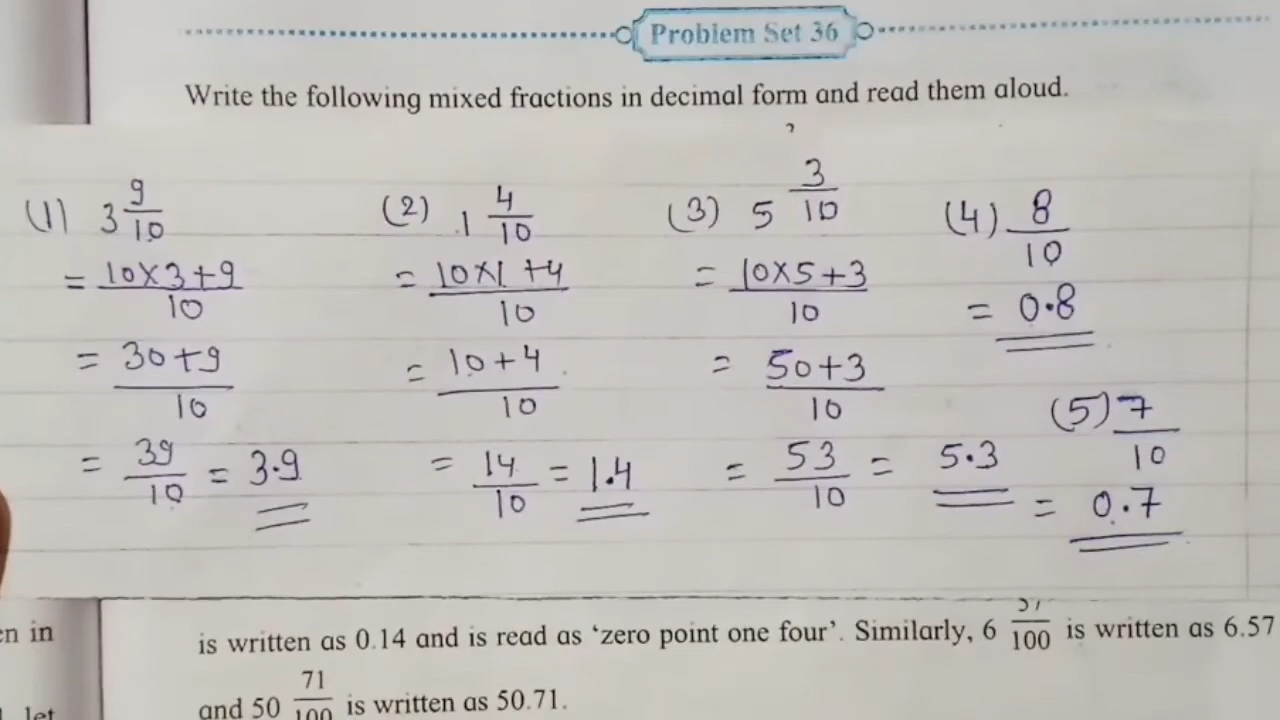 Problem Set 36
Write the following mixed fractions in decimal form and read them aloud.
(1) 3 9/10
= 10×3+9/10
= 30+9/10
= 39/10 = 3.9
(2) 1 4/10
= 10×1+4/10
= 10+4/10
= 14/10 = 1.4
(3) 5 3/10
= 10×5+3/10
= 50+3/10
= 53/10 = 5.3
(4) 8/10
= 0.8
(5) 7/10
= 0.7
en in
is written as 0.14 and is read as ‘zero point one four’. Similarly, 6 57/100 is written as 6.57
and 50 71/100 is written as 50.71.
let